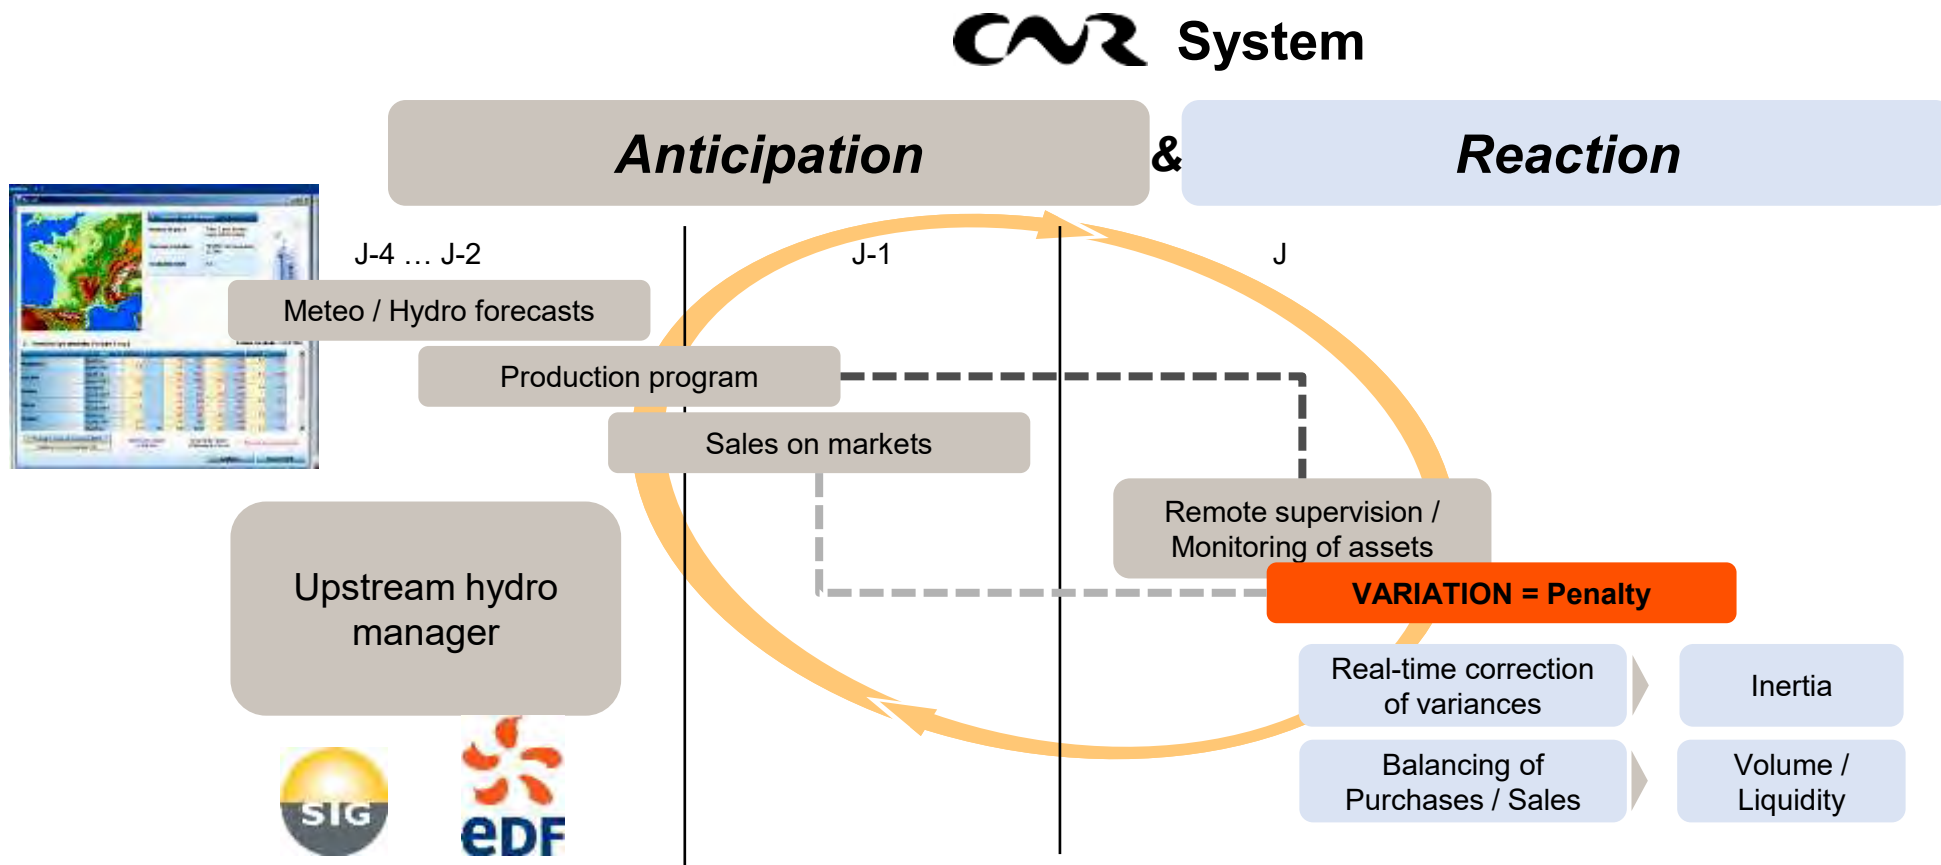 CNR System
Anticipation & Reaction
J-4 … J-2
J-1
J
Meteo / Hydro forecasts
Production program
Sales on markets
Remote supervision /
Monitoring of assets
VARIATION = Penalty
Upstream hydro
manager
Real-time correction
of variances
Inertia
Balancing of
Purchases / Sales
Volume /
Liquidity
SIG
eDF